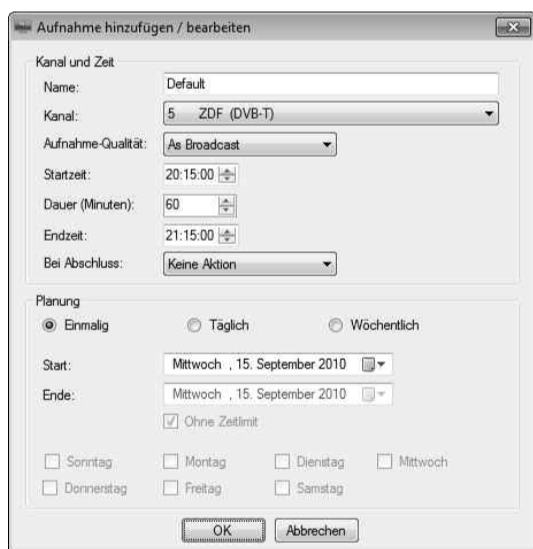 Aufnahme hinzufügen / bearbeiten
Kanal und Zeit
Name: Default
Kanal: 5 ZDF (DVB-T)
Aufnahme-Qualität: As Broadcast
Startzeit: 20:15:00
Dauer (Minuten): 60
Endzeit: 21:15:00
Bei Abschluss: Keine Aktion
Planung
Einmalig Täglich Wöchentlich
Start: Mittwoch , 15. September 2010
Ende: Mittwoch , 15. September 2010
Ohne Zeitlimit
Sonntag Montag Dienstag Mittwoch
Donnerstag Freitag Samstag
OK Abbrechen